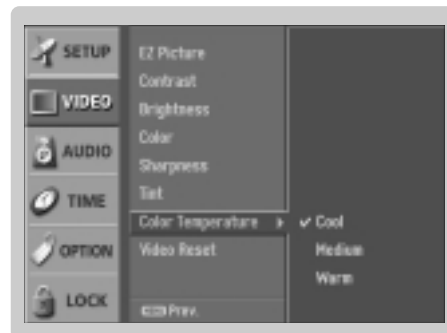 SETUP
VIDEO
AUDIO
TIME
OPTION
LOCK
EZ Picture
Contrast
Brightness
Color
Sharpness
Tint
Color Temperature
Video Reset
Prev.
✓ Cool
Medium
Warm